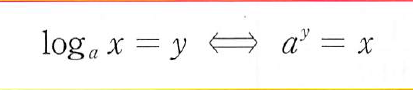 logₐ x = y ⟺ aʸ = x